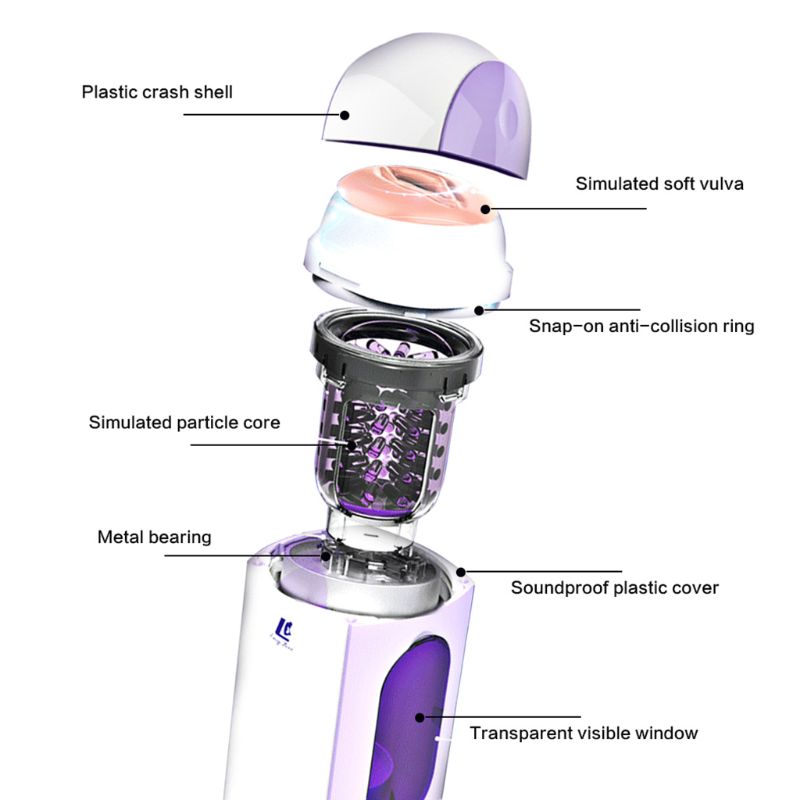 Plastic crash shell
Simulated soft vulva
Snap-on anti-collision ring
Simulated particle core
Metal bearing
Soundproof plastic cover
Transparent visible window